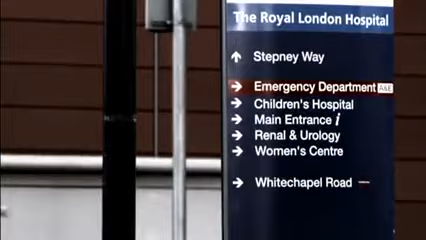 The Royal London Hospital
Stepney Way
Emergency Department A&E
Children's Hospital
Main Entrance i
Renal & Urology
Women's Centre
Whitechapel Road